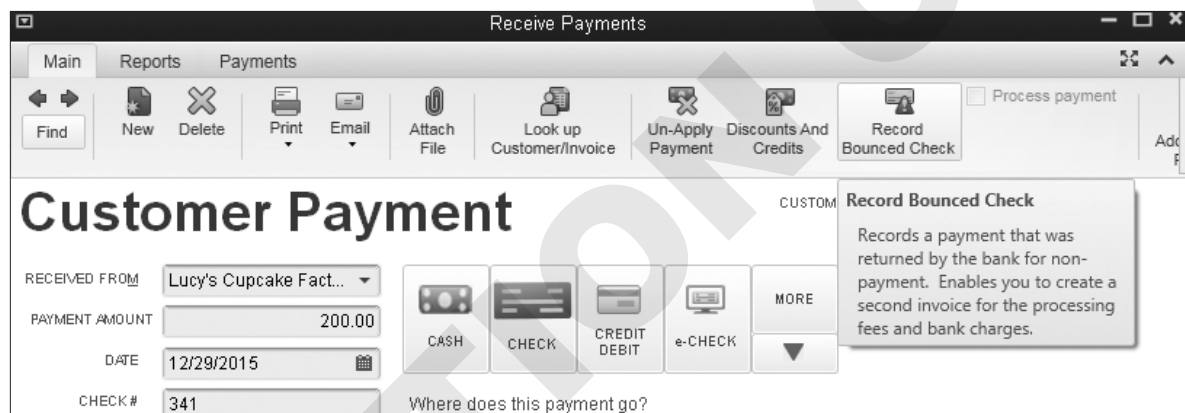 Receive Payments
Main Reports Payments
Find New Delete Print Email Attach File Look up Customer/Invoice Un-Apply Payment Discounts And Credits Record Bounced Check Process payment
Customer Payment
CUSTOM
Record Bounced Check
Records a payment that was
returned by the bank for non-
payment. Enables you to create a
second invoice for the processing
fees and bank charges.
RECEIVED FROM Lucy's Cupcake Fact...
PAYMENT AMOUNT 200.00
DATE 12/29/2015
CHECK # 341
CASH CHECK CREDIT DEBIT e-CHECK MORE
Where does this payment go?